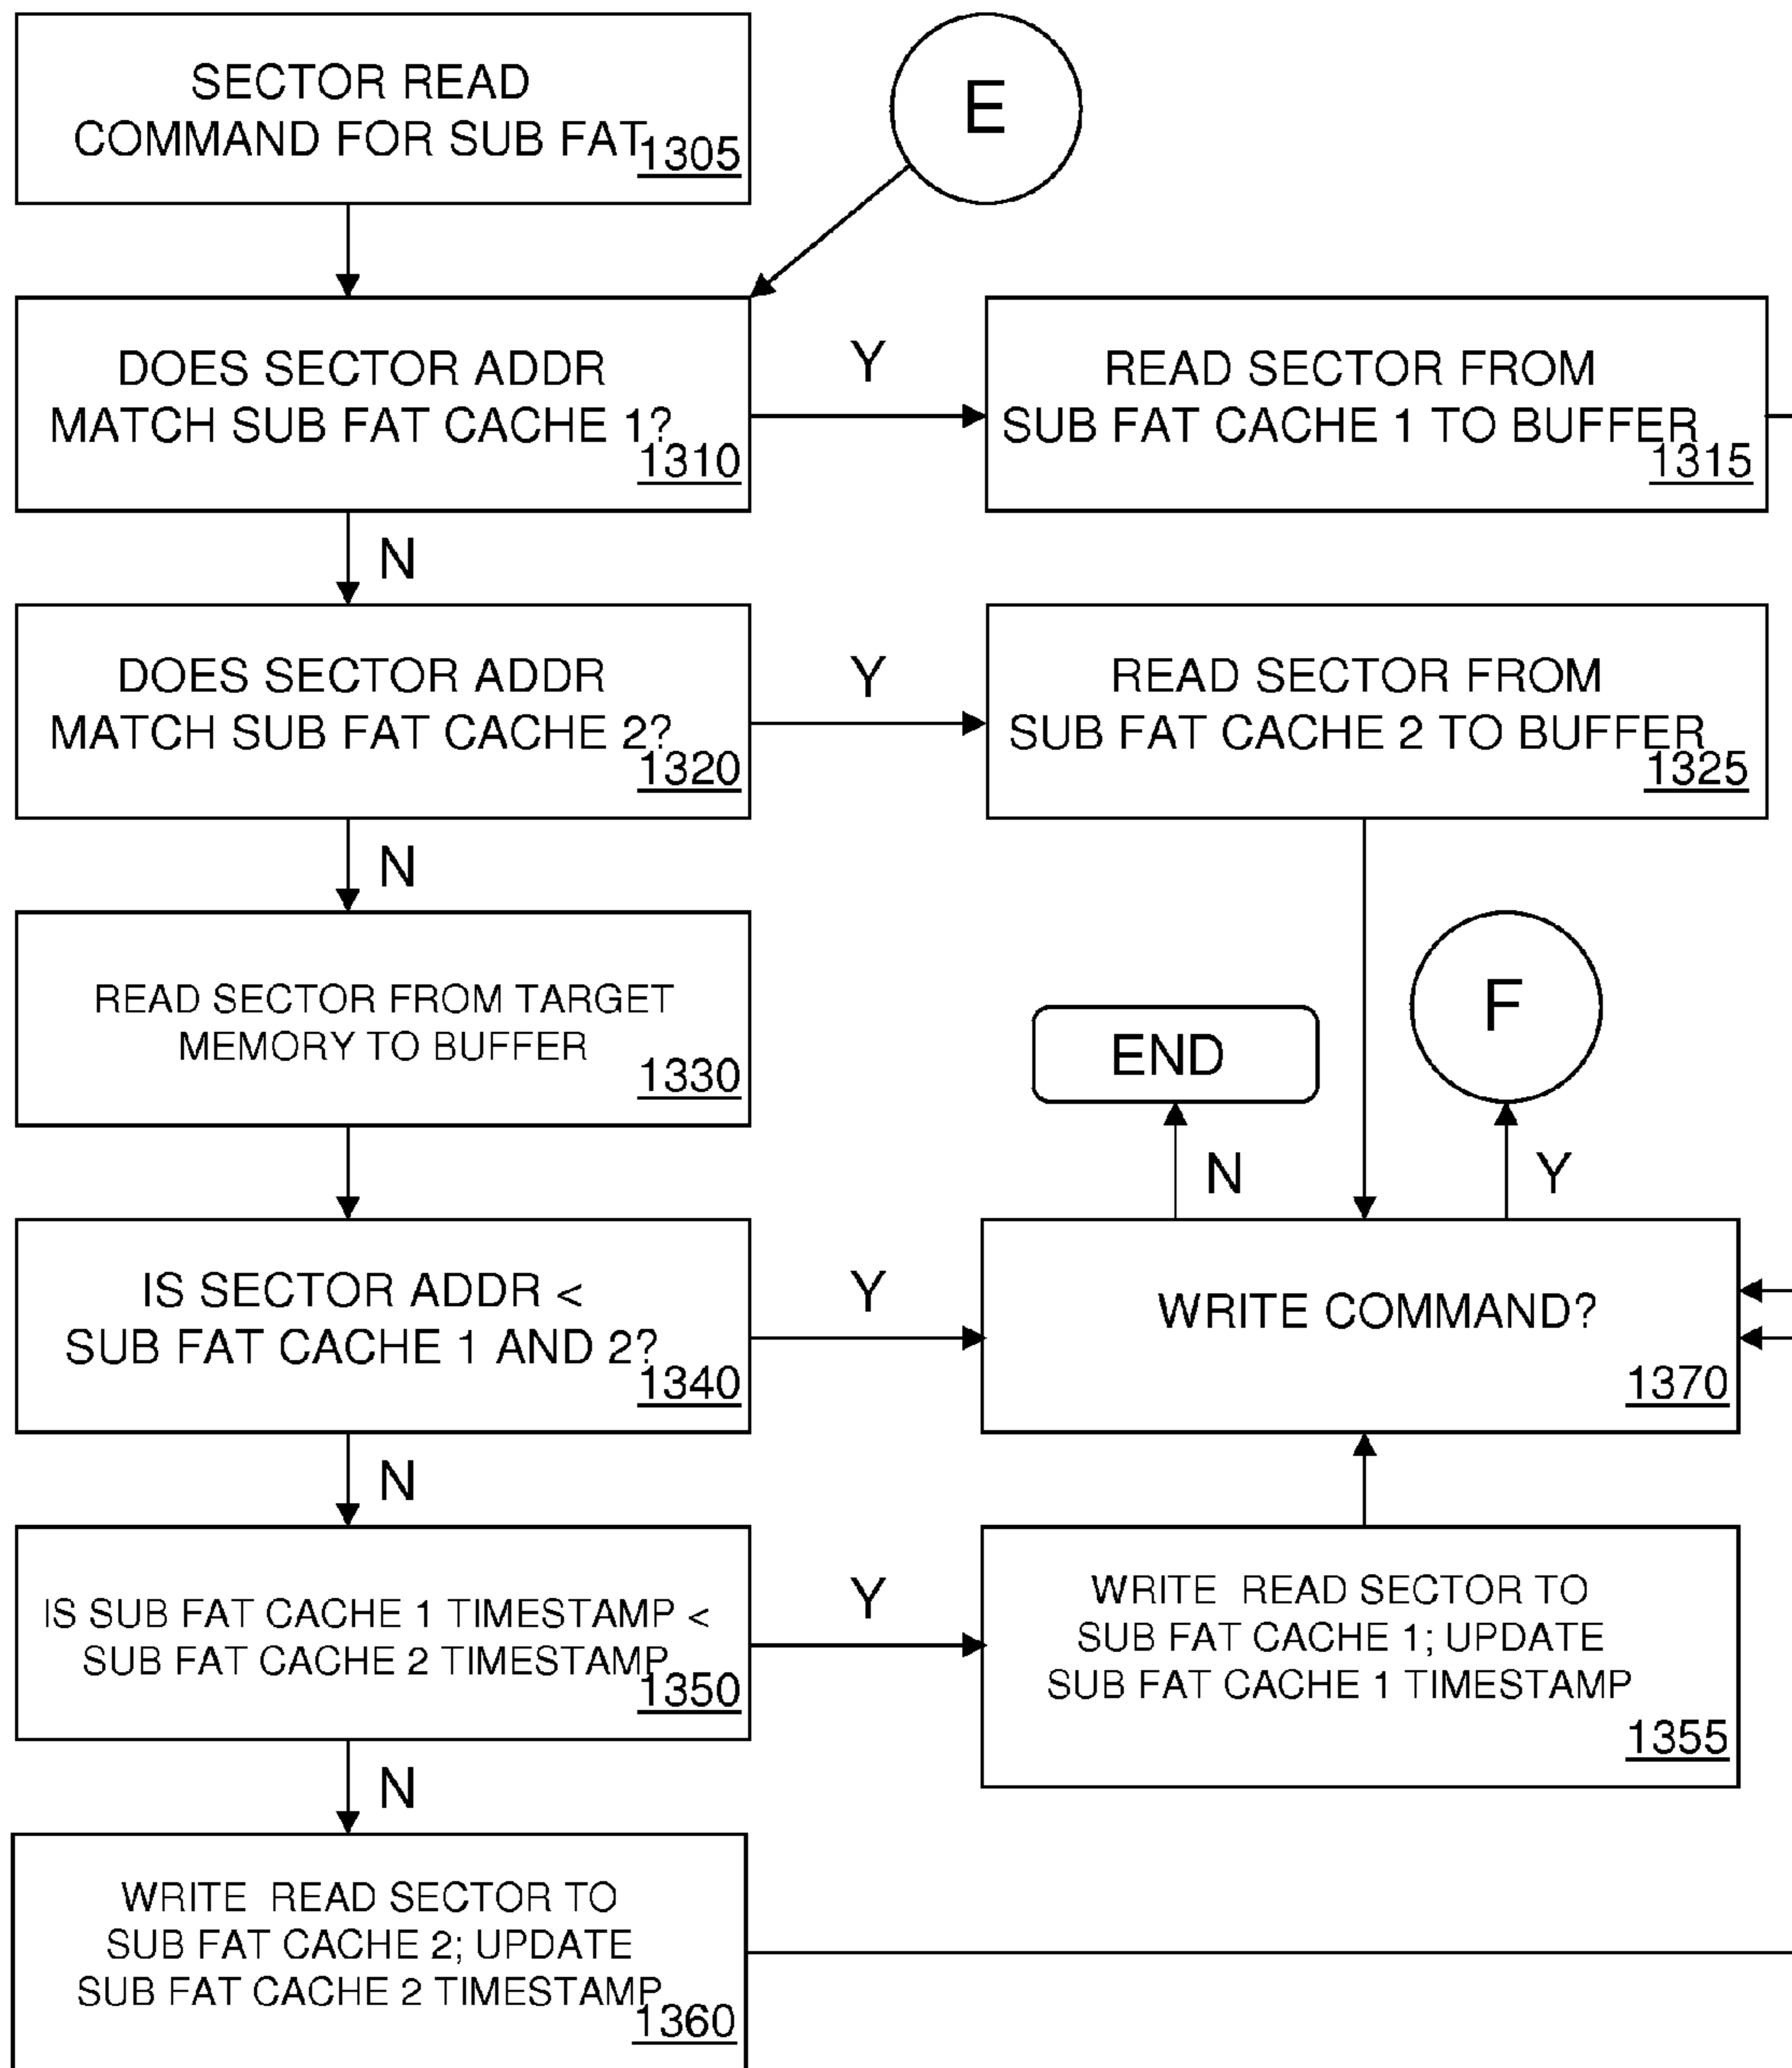 SECTOR READ
COMMAND FOR SUB FAT
1305
E
DOES SECTOR ADDR
MATCH SUB FAT CACHE 1?
1310
Y
READ SECTOR FROM
SUB FAT CACHE 1 TO BUFFER
1315
N
DOES SECTOR ADDR
MATCH SUB FAT CACHE 2?
1320
Y
READ SECTOR FROM
SUB FAT CACHE 2 TO BUFFER
1325
N
READ SECTOR FROM TARGET
MEMORY TO BUFFER
1330
END
F
N
Y
IS SECTOR ADDR <
SUB FAT CACHE 1 AND 2?
1340
Y
WRITE COMMAND?
1370
N
IS SUB FAT CACHE 1 TIMESTAMP <
SUB FAT CACHE 2 TIMESTAMP
1350
Y
WRITE READ SECTOR TO
SUB FAT CACHE 1; UPDATE
SUB FAT CACHE 1 TIMESTAMP
1355
N
WRITE READ SECTOR TO
SUB FAT CACHE 2; UPDATE
SUB FAT CACHE 2 TIMESTAMP
1360